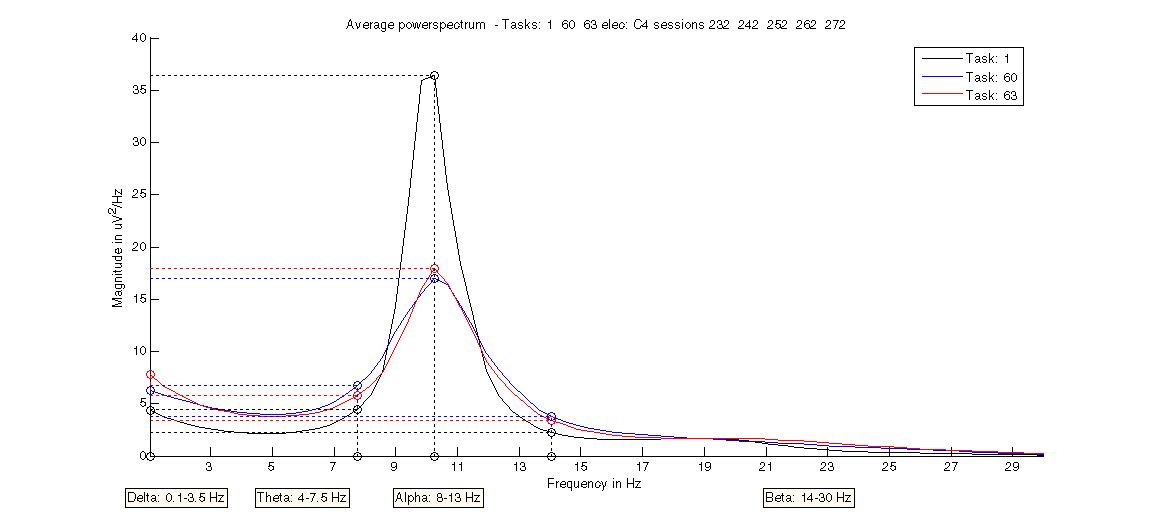 Average powerspectrum - Tasks: 1 60 63 elec: C4 sessions 232 242 252 262 272
Task: 1
Task: 60
Task: 63
Magnitude in uV²/Hz
40
35
30
25
20
15
10
5
0
3 5 7 9 11 13 15 17 19 21 23 25 27 29
Frequency in Hz
Delta: 0.1-3.5 Hz Theta: 4-7.5 Hz Alpha: 8-13 Hz Beta: 14-30 Hz